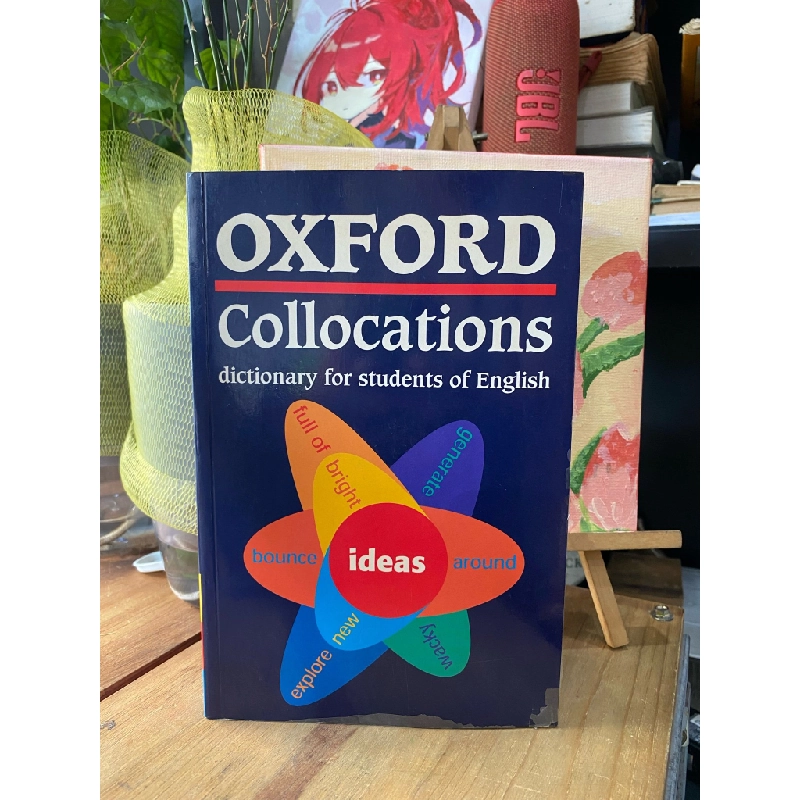 OXFORD
Collocations
dictionary for students of English
full of
bright
generate
bounce
ideas
around
new
explore
wacky
JBL